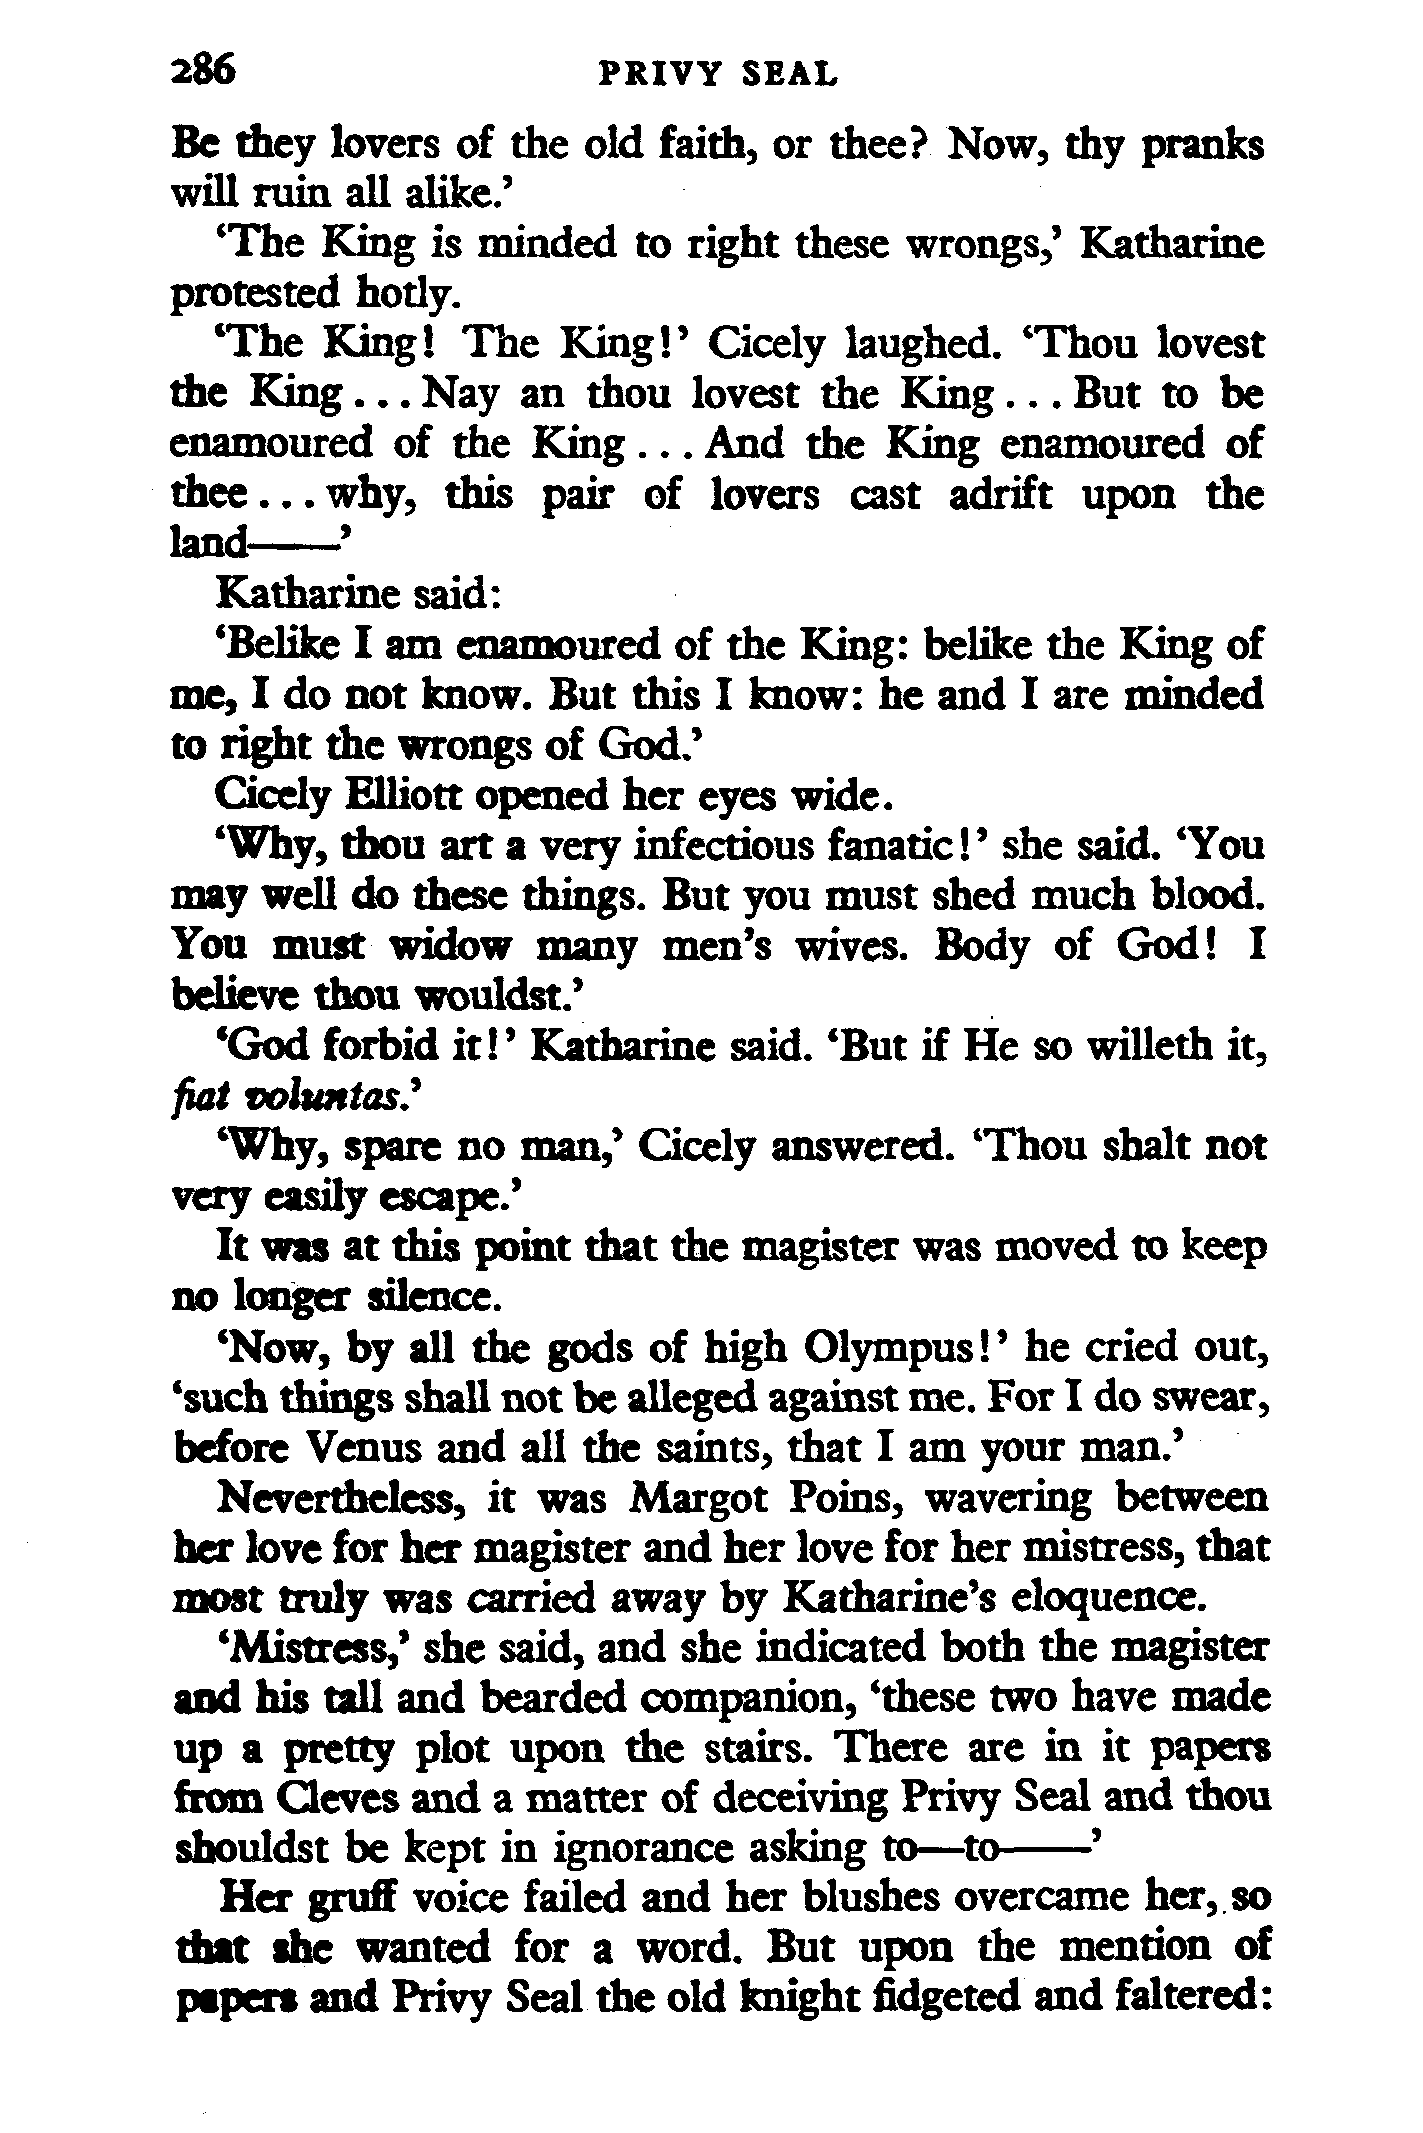 286 PRIVY SEAL
Be they lovers of the old faith, or thee? Now, thy pranks
will ruin all alike.’
‘The King is minded to right these wrongs,’ Katharine
protested hotly.
‘The King! The King!’ Cicely laughed. ‘Thou lovest
the King . . . Nay an thou lovest the King . . . But to be
enamoured of the King . . . And the King enamoured of
thee . . . why, this pair of lovers cast adrift upon the
land——’
Katharine said:
‘Belike I am enamoured of the King: belike the King of
me, I do not know. But this I know: he and I are minded
to right the wrongs of God.’
Cicely Elliott opened her eyes wide.
‘Why, thou art a very infectious fanatic!’ she said. ‘You
may well do these things. But you must shed much blood.
You must widow many men’s wives. Body of God! I
believe thou wouldst.’
‘God forbid it!’ Katharine said. ‘But if He so willeth it,
fiat voluntas.’
‘Why, spare no man,’ Cicely answered. ‘Thou shalt not
very easily escape.’
It was at this point that the magister was moved to keep
no longer silence.
‘Now, by all the gods of high Olympus!’ he cried out,
‘such things shall not be alleged against me. For I do swear,
before Venus and all the saints, that I am your man.’
Nevertheless, it was Margot Poins, wavering between
her love for her magister and her love for her mistress, that
most truly was carried away by Katharine’s eloquence.
‘Mistress,’ she said, and she indicated both the magister
and his tall and bearded companion, ‘these two have made
up a pretty plot upon the stairs. There are in it papers
from Cleves and a matter of deceiving Privy Seal and thou
shouldst be kept in ignorance asking to—to——’
Her gruff voice failed and her blushes overcame her, so
that she wanted for a word. But upon the mention of
papers and Privy Seal the old knight fidgeted and faltered: